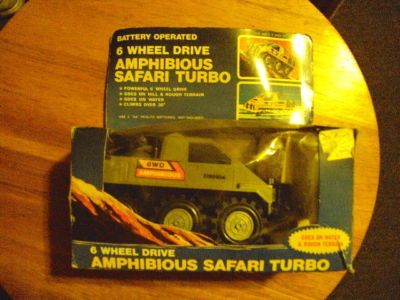 BATTERY OPERATED
6 WHEEL DRIVE
AMPHIBIOUS
SAFARI TURBO
• POWERFUL 6 WHEEL DRIVE
• GOES ON HILL & ROUGH TERRAIN
• GOES ON WATER
• CLIMBS OVER 30°
6WD
AMPHIBIOUS
6 WHEEL DRIVE
AMPHIBIOUS SAFARI TURBO
GOES ON WATER
& ROUGH TERRAIN